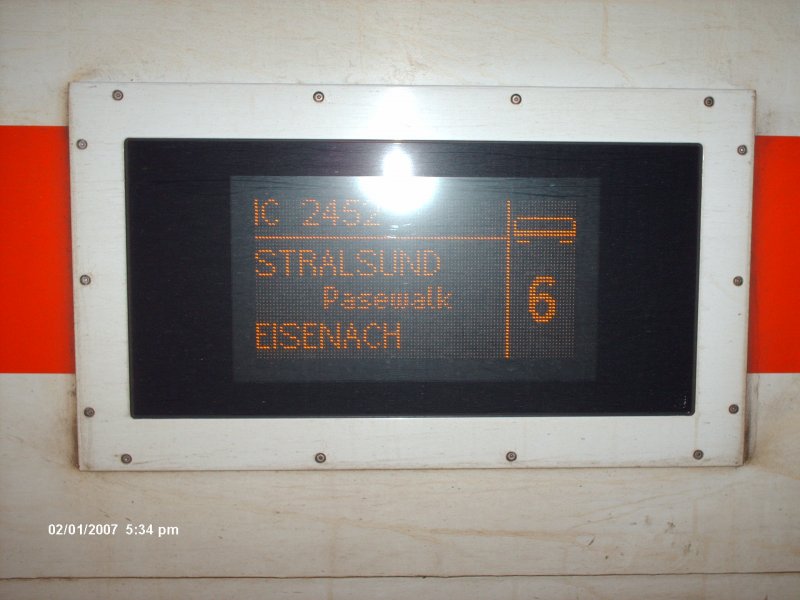 IC 2452
STRALSUND
Pasewalk
EISENACH
6
02/01/2007 5:34 pm